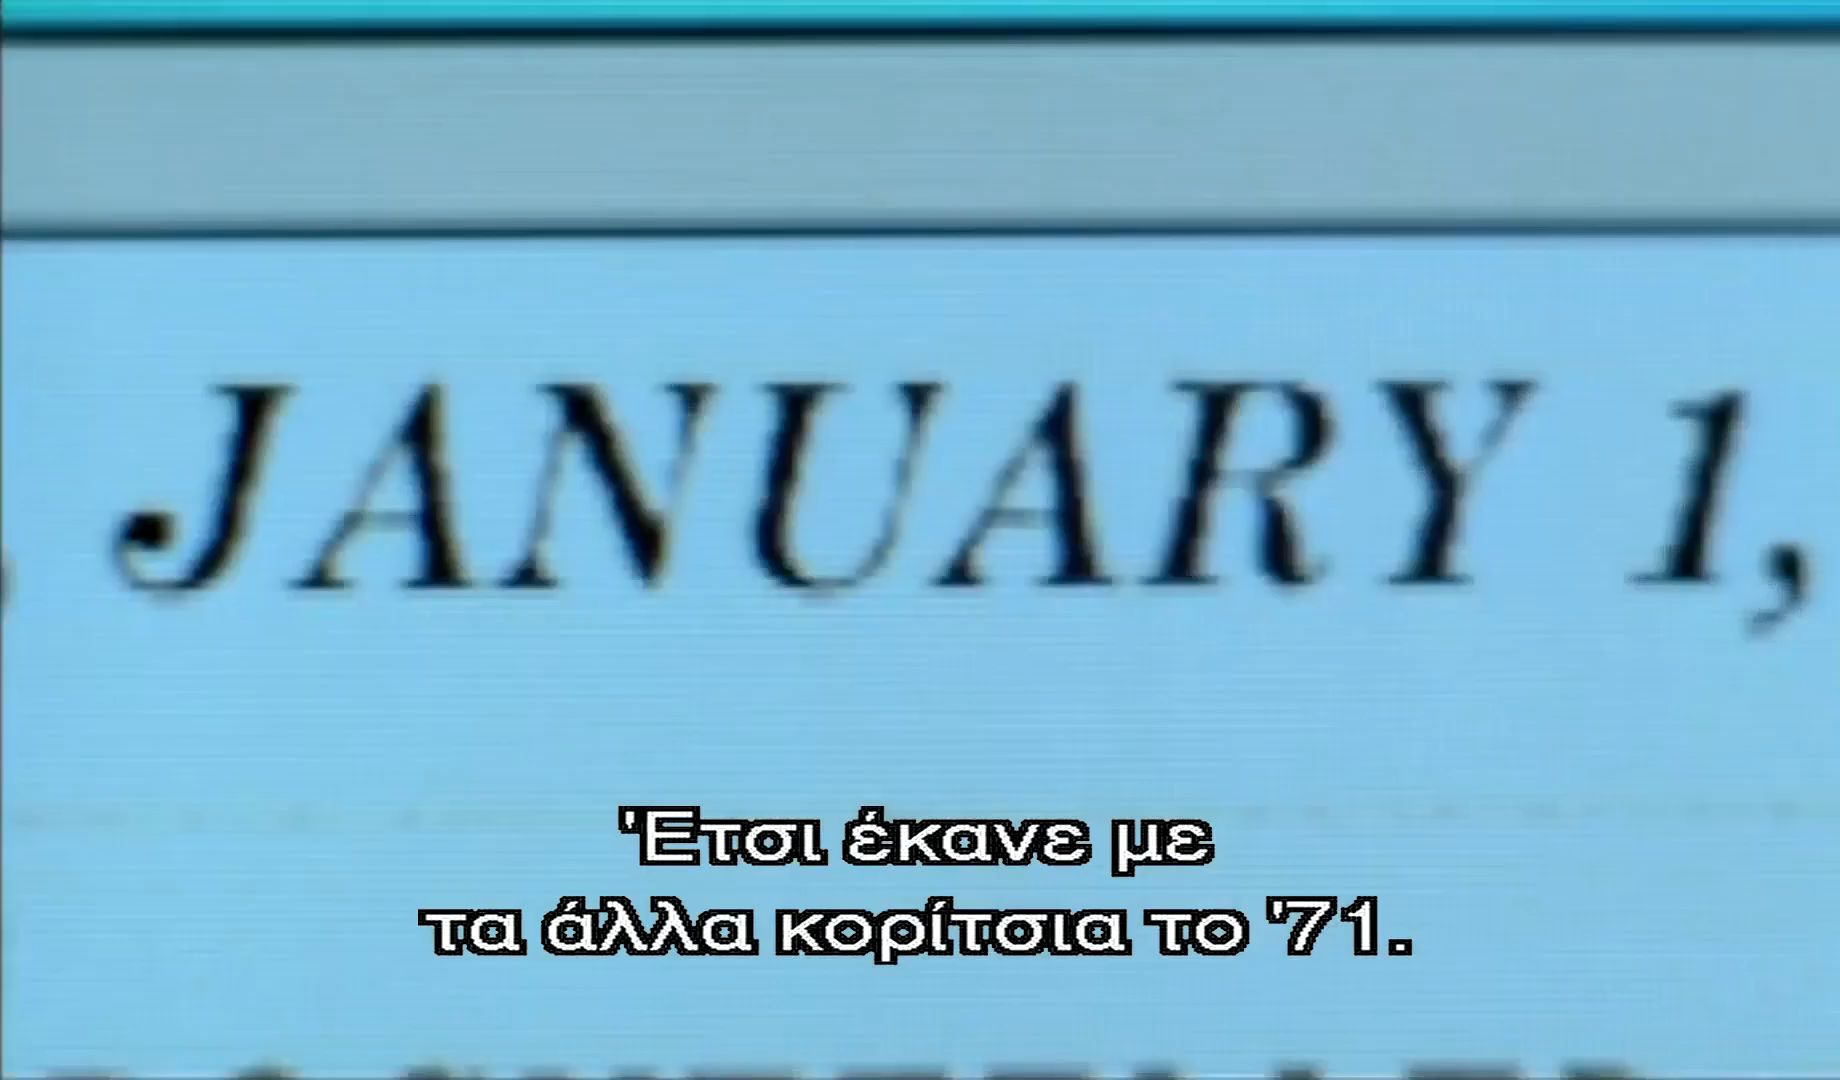 JANUARY 1,
Έτσι έκανε με
τα άλλα κορίτσια το '71.